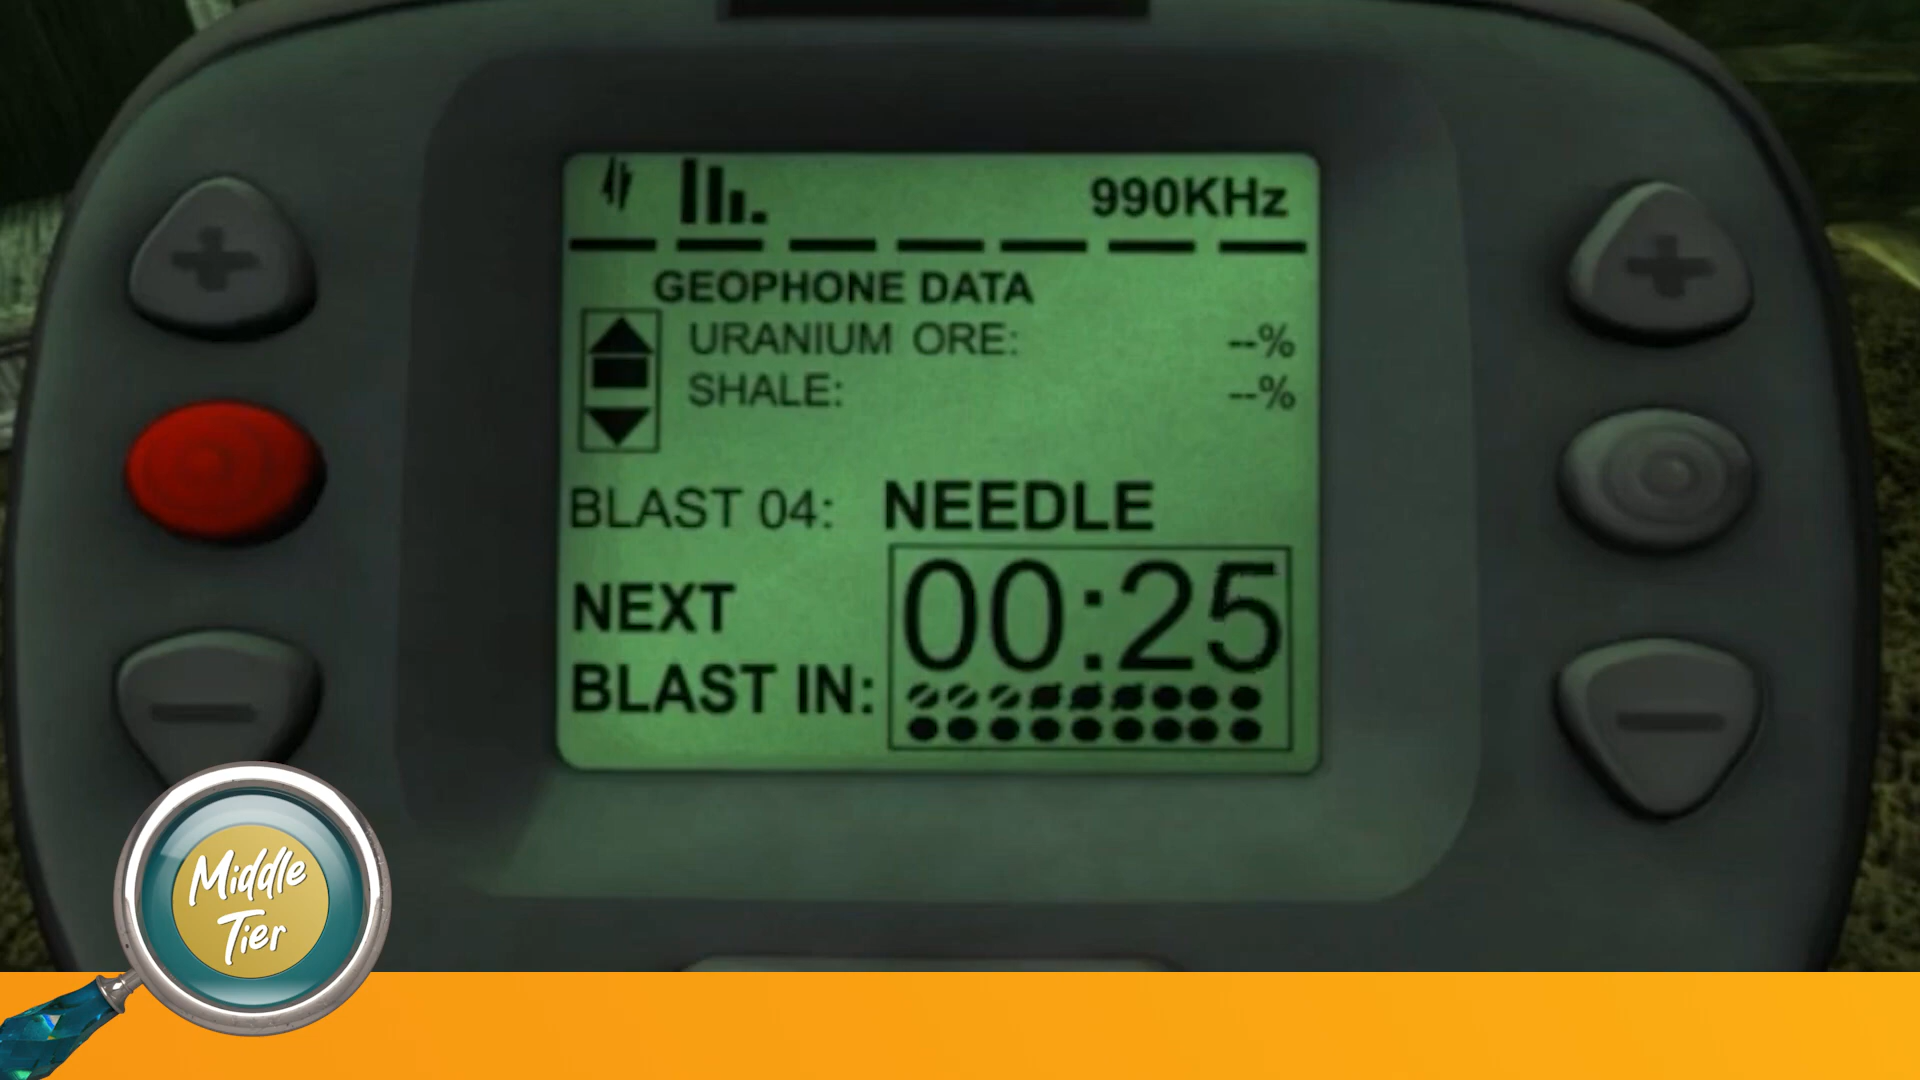 990KHz
GEOPHONE DATA
URANIUM ORE: --%
SHALE: --%
BLAST 04: NEEDLE
NEXT
BLAST IN:
00:25
Middle
Tier